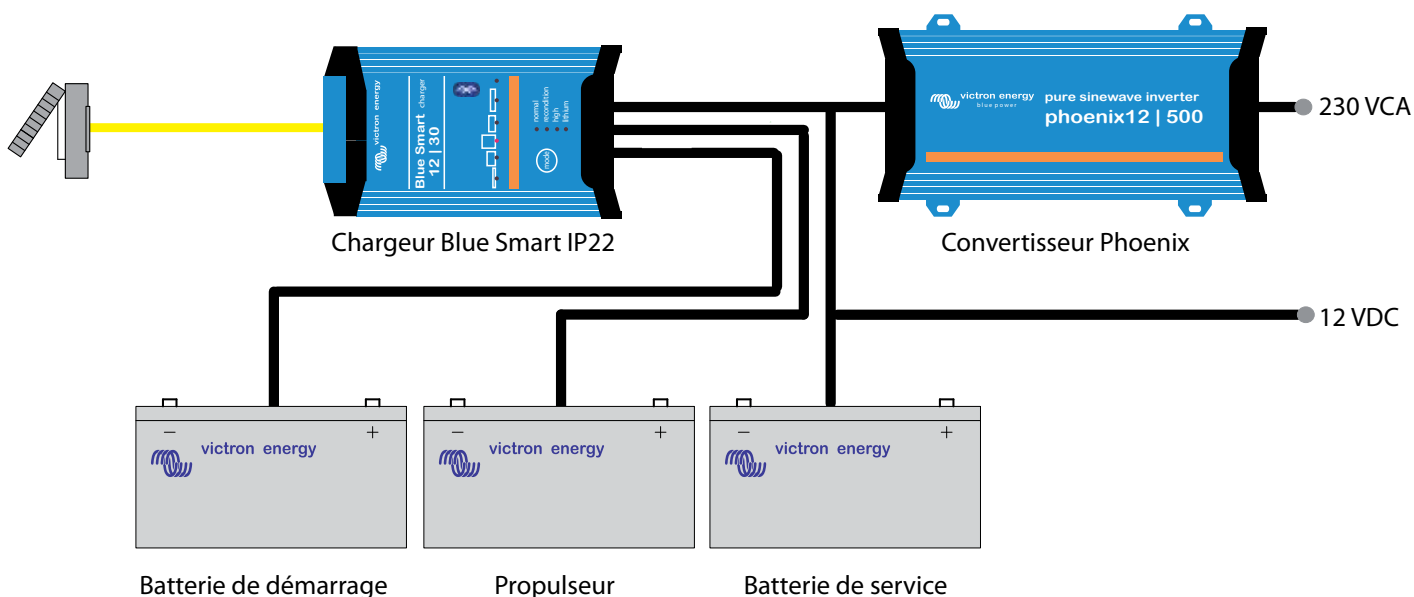 victron energy
Blue Smart charger
12 | 30
normal
recondition
high
lithium
mode
victron energy
blue power
pure sinewave inverter
phoenix12 | 500
230 VCA
Chargeur Blue Smart IP22
Convertisseur Phoenix
12 VDC
− +
victron energy
− +
victron energy
− +
victron energy
Batterie de démarrage
Propulseur
Batterie de service